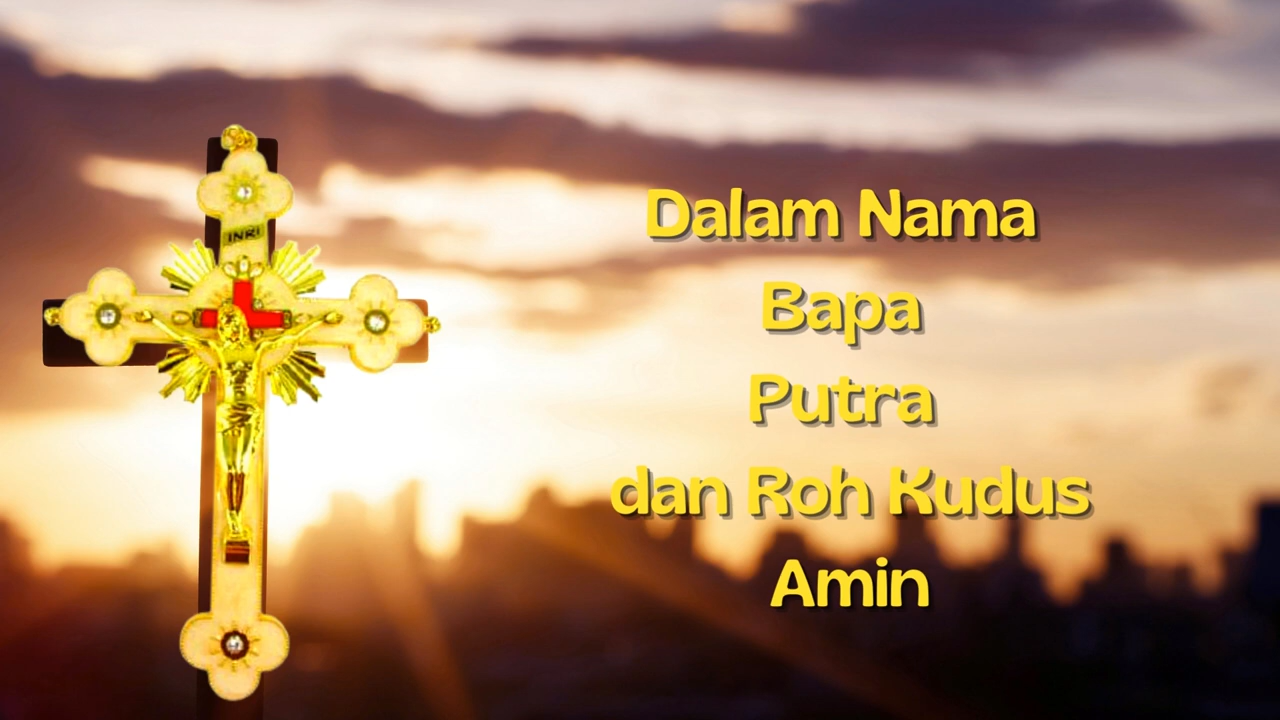 INRI
Dalam Nama
Bapa
Putra
dan Roh Kudus
Amin